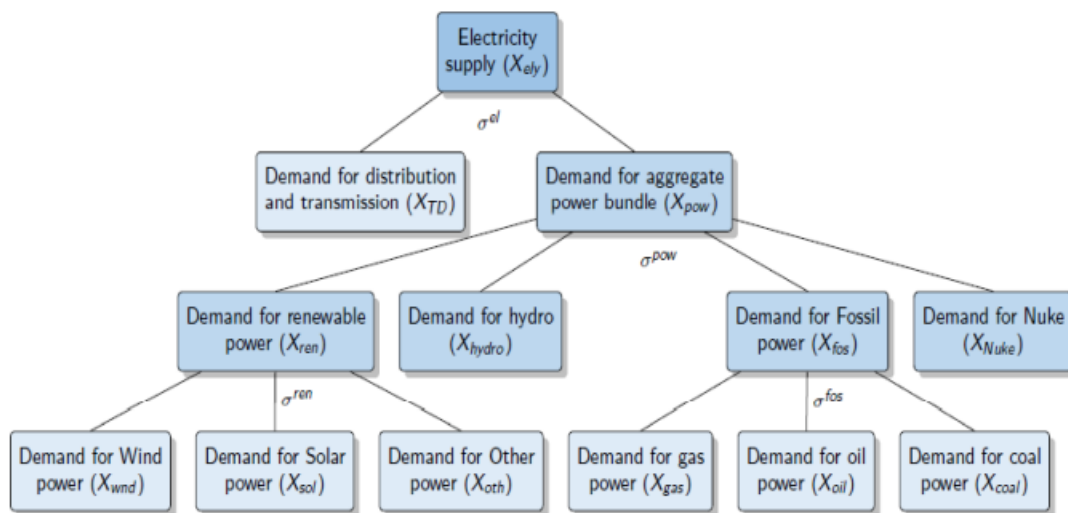 Electricity
supply (X_ely)
σ^el
Demand for distribution
and transmission (X_TD)
Demand for aggregate
power bundle (X_pow)
σ^pow
Demand for renewable
power (X_ren)
Demand for hydro
(X_hydro)
Demand for Fossil
power (X_fos)
Demand for Nuke
(X_Nuke)
σ^ren
σ^fos
Demand for Wind
power (X_wnd)
Demand for Solar
power (X_sol)
Demand for Other
power (X_oth)
Demand for gas
power (X_gas)
Demand for oil
power (X_oil)
Demand for coal
power (X_coal)